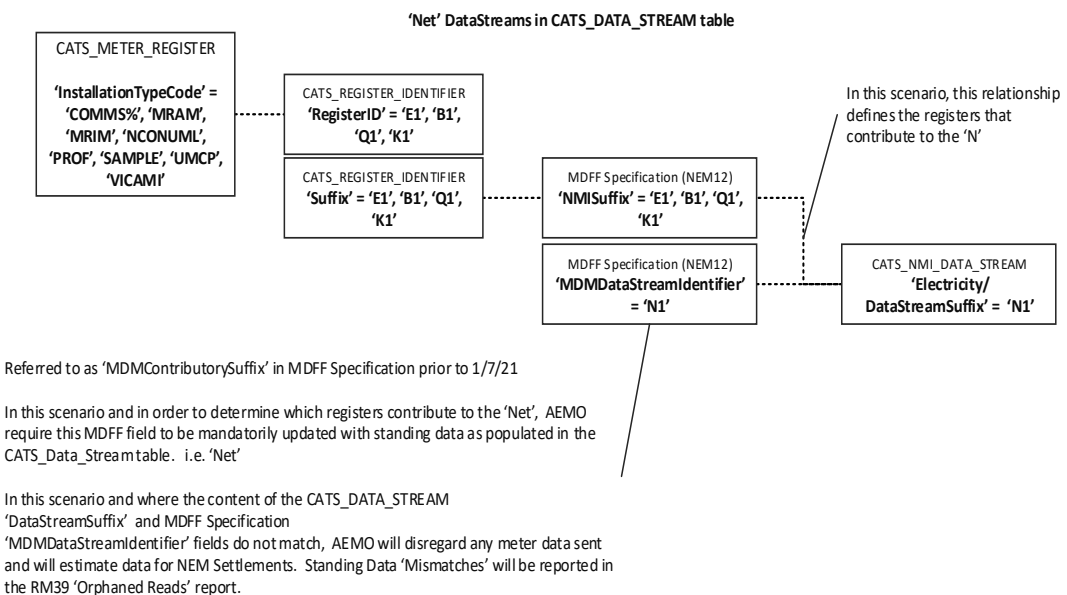 ‘Net’ DataStreams in CATS_DATA_STREAM table
CATS_METER_REGISTER
‘InstallationTypeCode’ =
‘COMMS%’, ‘MRAM’,
‘MRIM’, ‘NCONUML’,
‘PROF’, ‘SAMPLE’, ‘UMCP’,
‘VICAMI’
CATS_REGISTER_IDENTIFIER
‘RegisterID’ = ‘E1’, ‘B1’,
‘Q1’, ‘K1’
CATS_REGISTER_IDENTIFIER
‘Suffix’ = ‘E1’, ‘B1’, ‘Q1’,
‘K1’
MDFF Specification (NEM12)
‘NMISuffix’ = ‘E1’, ‘B1’, ‘Q1’,
‘K1’
MDFF Specification (NEM12)
‘MDMDataStreamIdentifier’
= ‘N1’
In this scenario, this relationship
defines the registers that
contribute to the ‘N’
CATS_NMI_DATA_STREAM
‘Electricity/
DataStreamSuffix’ = ‘N1’
Referred to as ‘MDMContributorySuffix’ in MDFF Specification prior to 1/7/21
In this scenario and in order to determine which registers contribute to the ‘Net’, AEMO
require this MDFF field to be mandatorily updated with standing data as populated in the
CATS_Data_Stream table. i.e. ‘Net’
In this scenario and where the content of the CATS_DATA_STREAM
‘DataStreamSuffix’ and MDFF Specification
‘MDMDataStreamIdentifier’ fields do not match, AEMO will disregard any meter data sent
and will estimate data for NEM Settlements. Standing Data ‘Mismatches’ will be reported in
the RM39 ‘Orphaned Reads’ report.